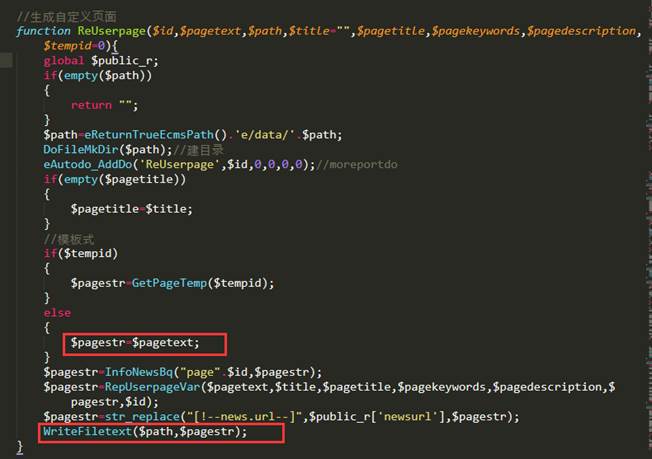 //生成自定义页面
function ReUserpage($id,$pagetext,$path,$title="",$pagetitle,$pagekeywords,$pagedescription,
$tempid=0){
global $public_r;
if(empty($path))
{
return "";
}
$path=eReturnTrueEcmsPath().'e/data/'.$path;
DoFileMkDir($path);//建目录
eAutodo_AddDo('ReUserpage',$id,0,0,0,0);//moreportdo
if(empty($pagetitle))
{
$pagetitle=$title;
}
//模板式
if($tempid)
{
$pagestr=GetPageTemp($tempid);
}
else
{
$pagestr=$pagetext;
}
$pagestr=InfoNewsBq("page".$id,$pagestr);
$pagestr=RepUserpageVar($pagetext,$title,$pagetitle,$pagekeywords,$pagedescription,$
pagestr,$id);
$pagestr=str_replace("[!--news.url--]",$public_r['newsurl'],$pagestr);
WriteFiletext($path,$pagestr);
}